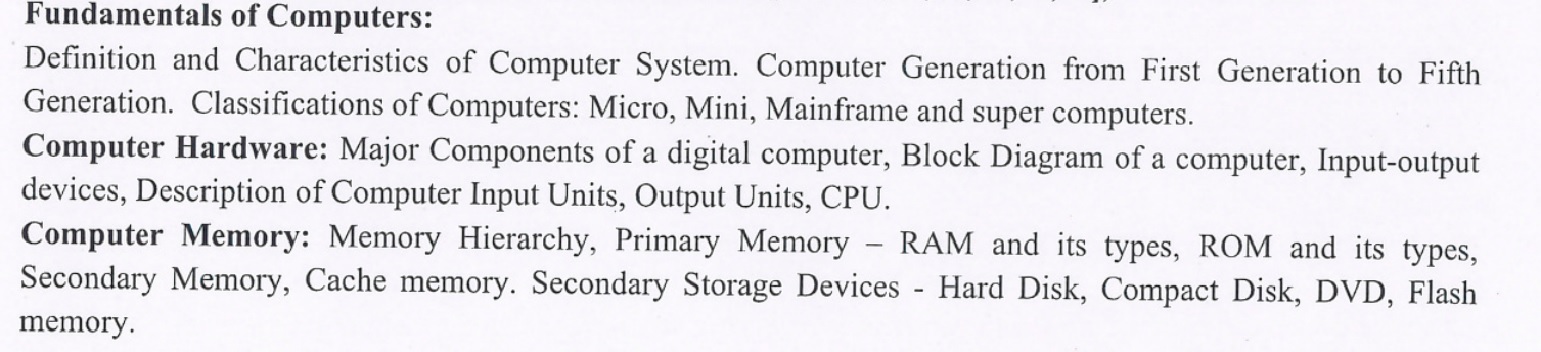 Fundamentals of Computers:
Definition and Characteristics of Computer System. Computer Generation from First Generation to Fifth
Generation. Classifications of Computers: Micro, Mini, Mainframe and super computers.
Computer Hardware: Major Components of a digital computer, Block Diagram of a computer, Input-output
devices, Description of Computer Input Units, Output Units, CPU.
Computer Memory: Memory Hierarchy, Primary Memory – RAM and its types, ROM and its types,
Secondary Memory, Cache memory. Secondary Storage Devices - Hard Disk, Compact Disk, DVD, Flash
memory.